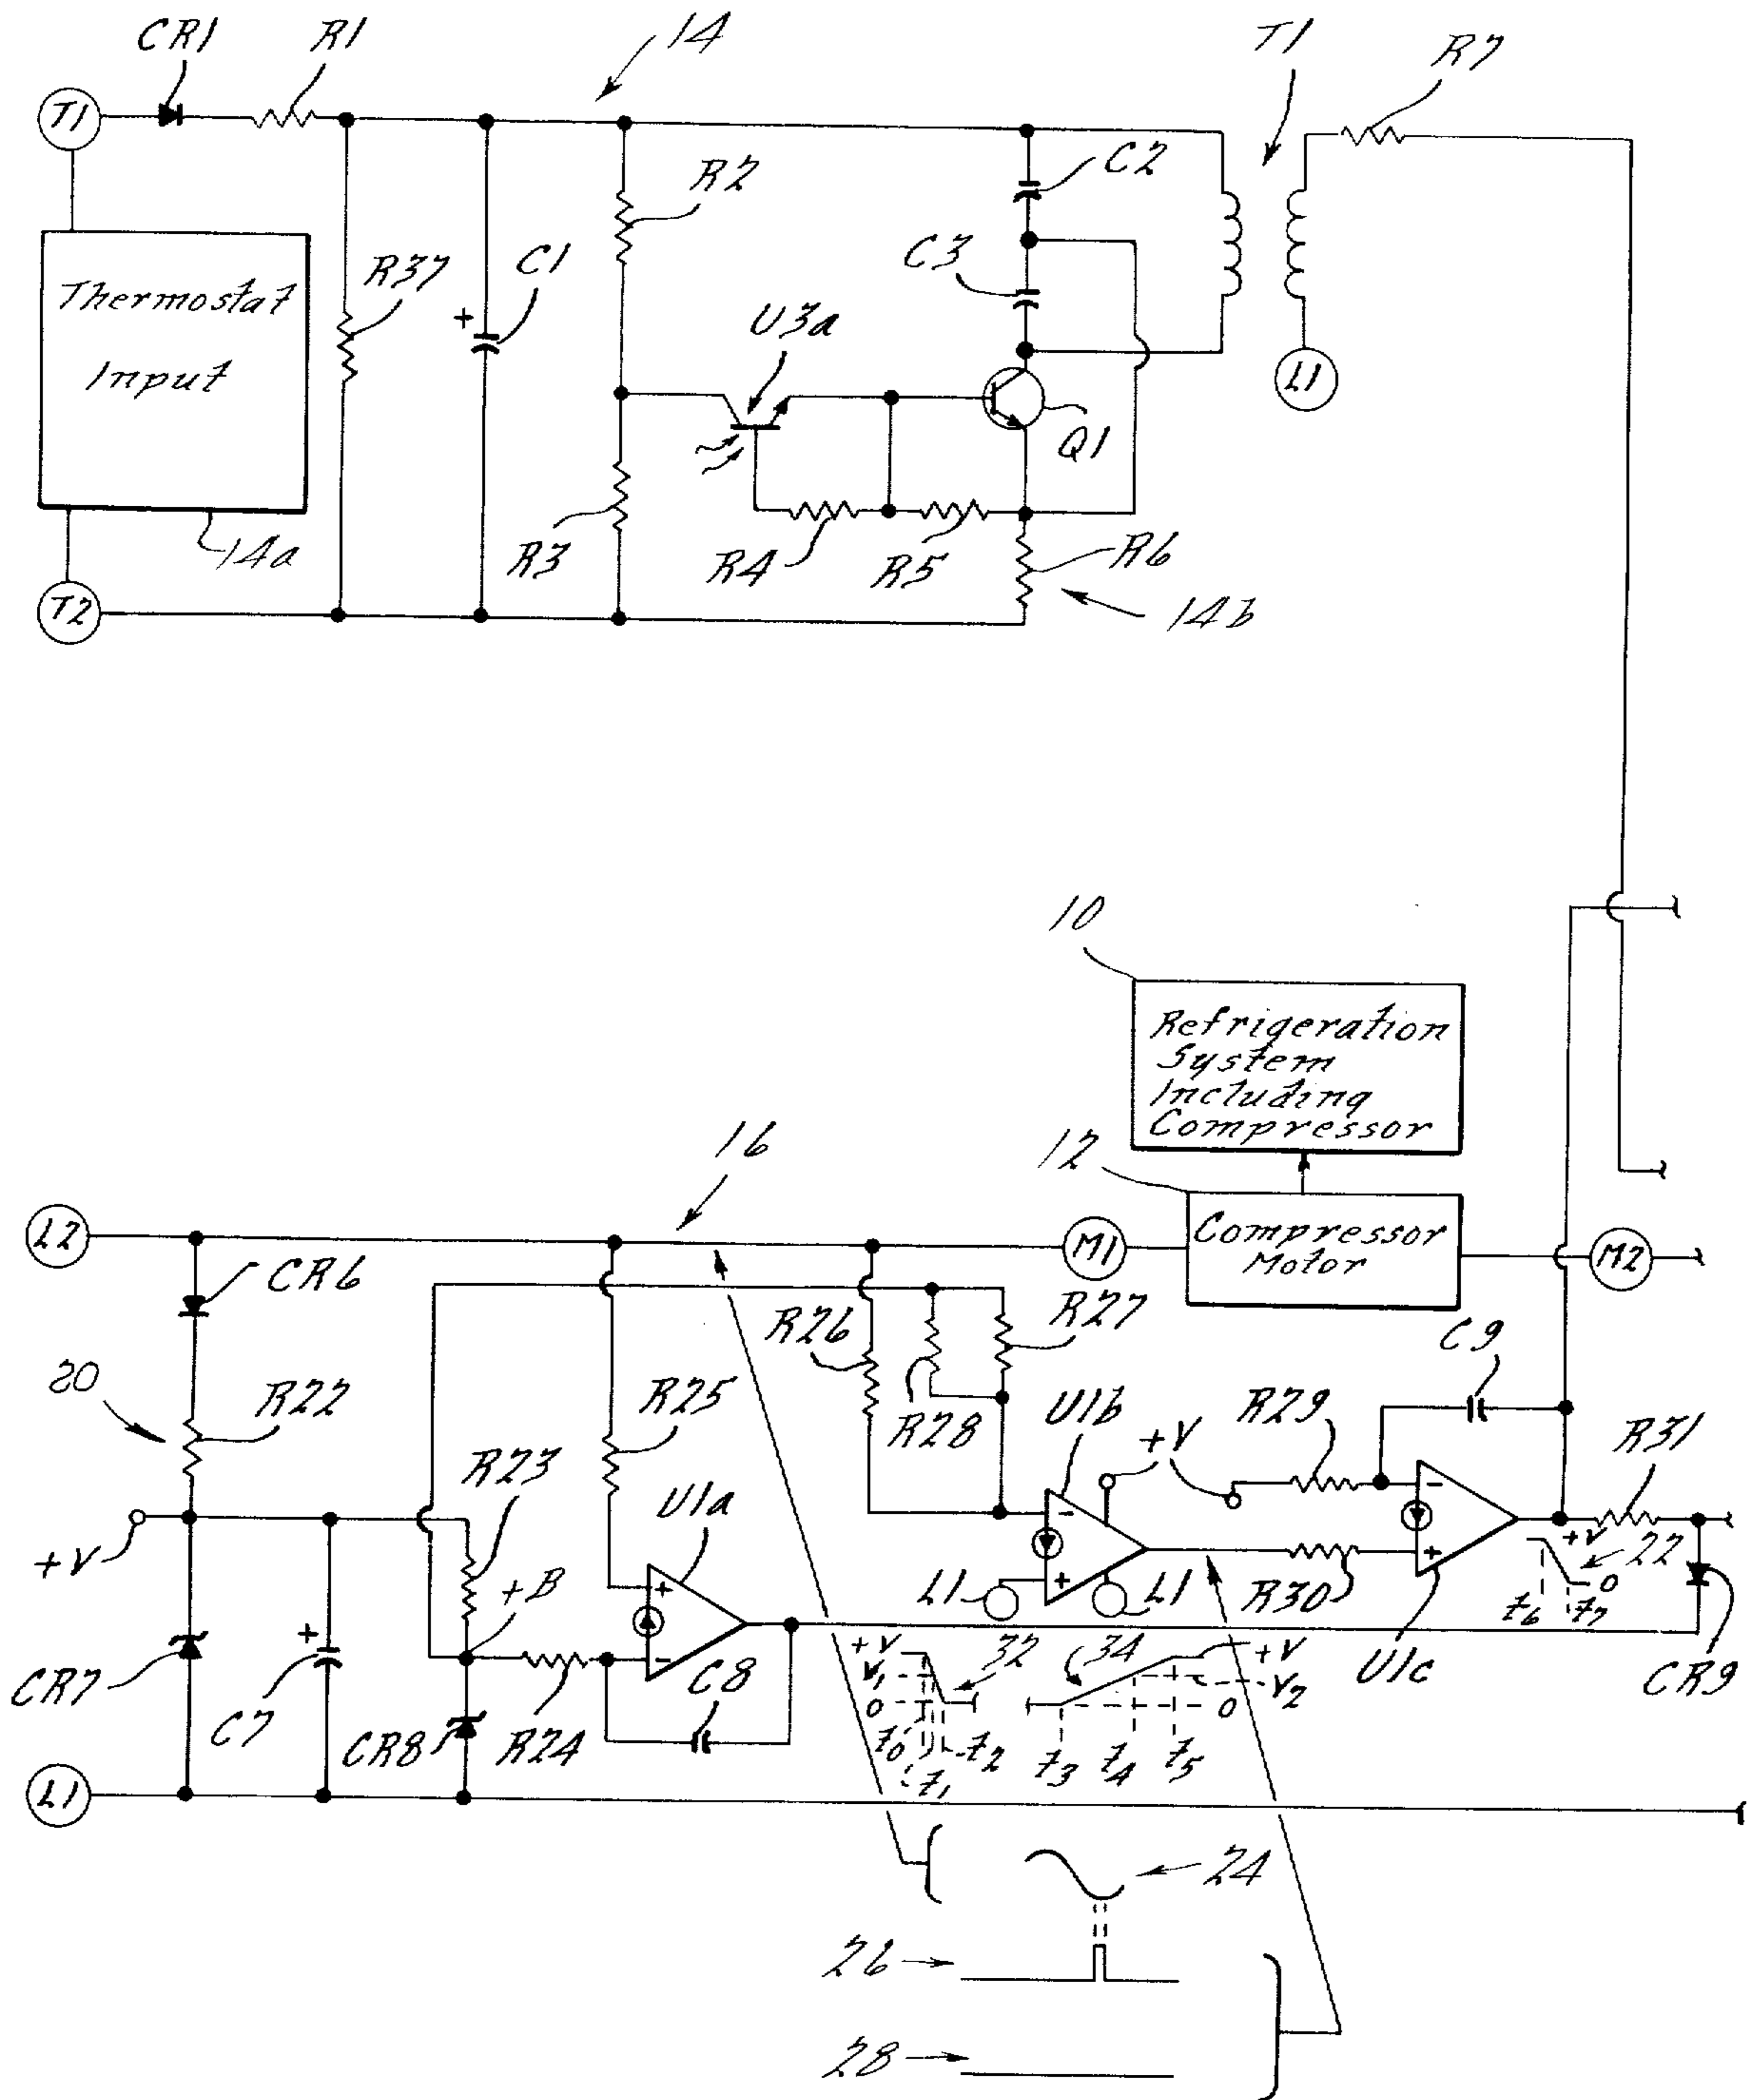 CR1
R1
14
T1
R7
T1
C2
R2
C3
C1
R37
+
U3a
Thermostat
Input
L1
Q1
14a
R3
R4
R5
R6
14b
T2
10
Refrigeration
System
Including
Compressor
16
12
L2
M1
Compressor
Motor
M2
CR6
R26
R27
C9
20
R22
R25
R28
U1b
R29
+V
R31
R23
U1a
-
-
+V
+B
+
+
+
L1
L1
R30
+V
22
0
t6
t7
+
-
CR7
C7
CR8
R24
C8
+V
V1
0
32
34
+V
V2
0
U1c
CR9
t0
t1
t2
t3
t4
t5
L1
24
26
28